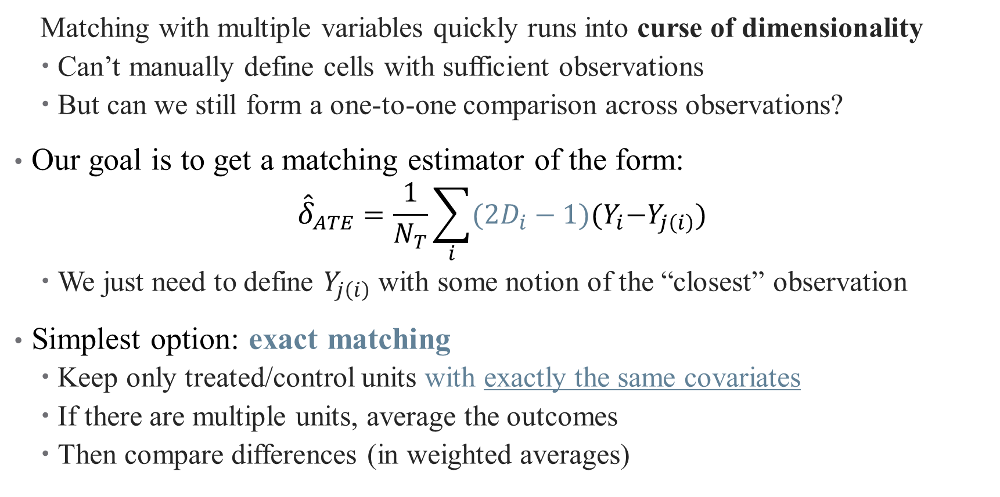 Matching with multiple variables quickly runs into curse of dimensionality
• Can’t manually define cells with sufficient observations
• But can we still form a one-to-one comparison across observations?
• Our goal is to get a matching estimator of the form:
$\hat{\delta}_{ATE} = \frac{1}{N_T} \sum_i (2D_i - 1)(Y_i - Y_{j(i)})$
• We just need to define $Y_{j(i)}$ with some notion of the “closest” observation
• Simplest option: exact matching
• Keep only treated/control units with exactly the same covariates
• If there are multiple units, average the outcomes
• Then compare differences (in weighted averages)